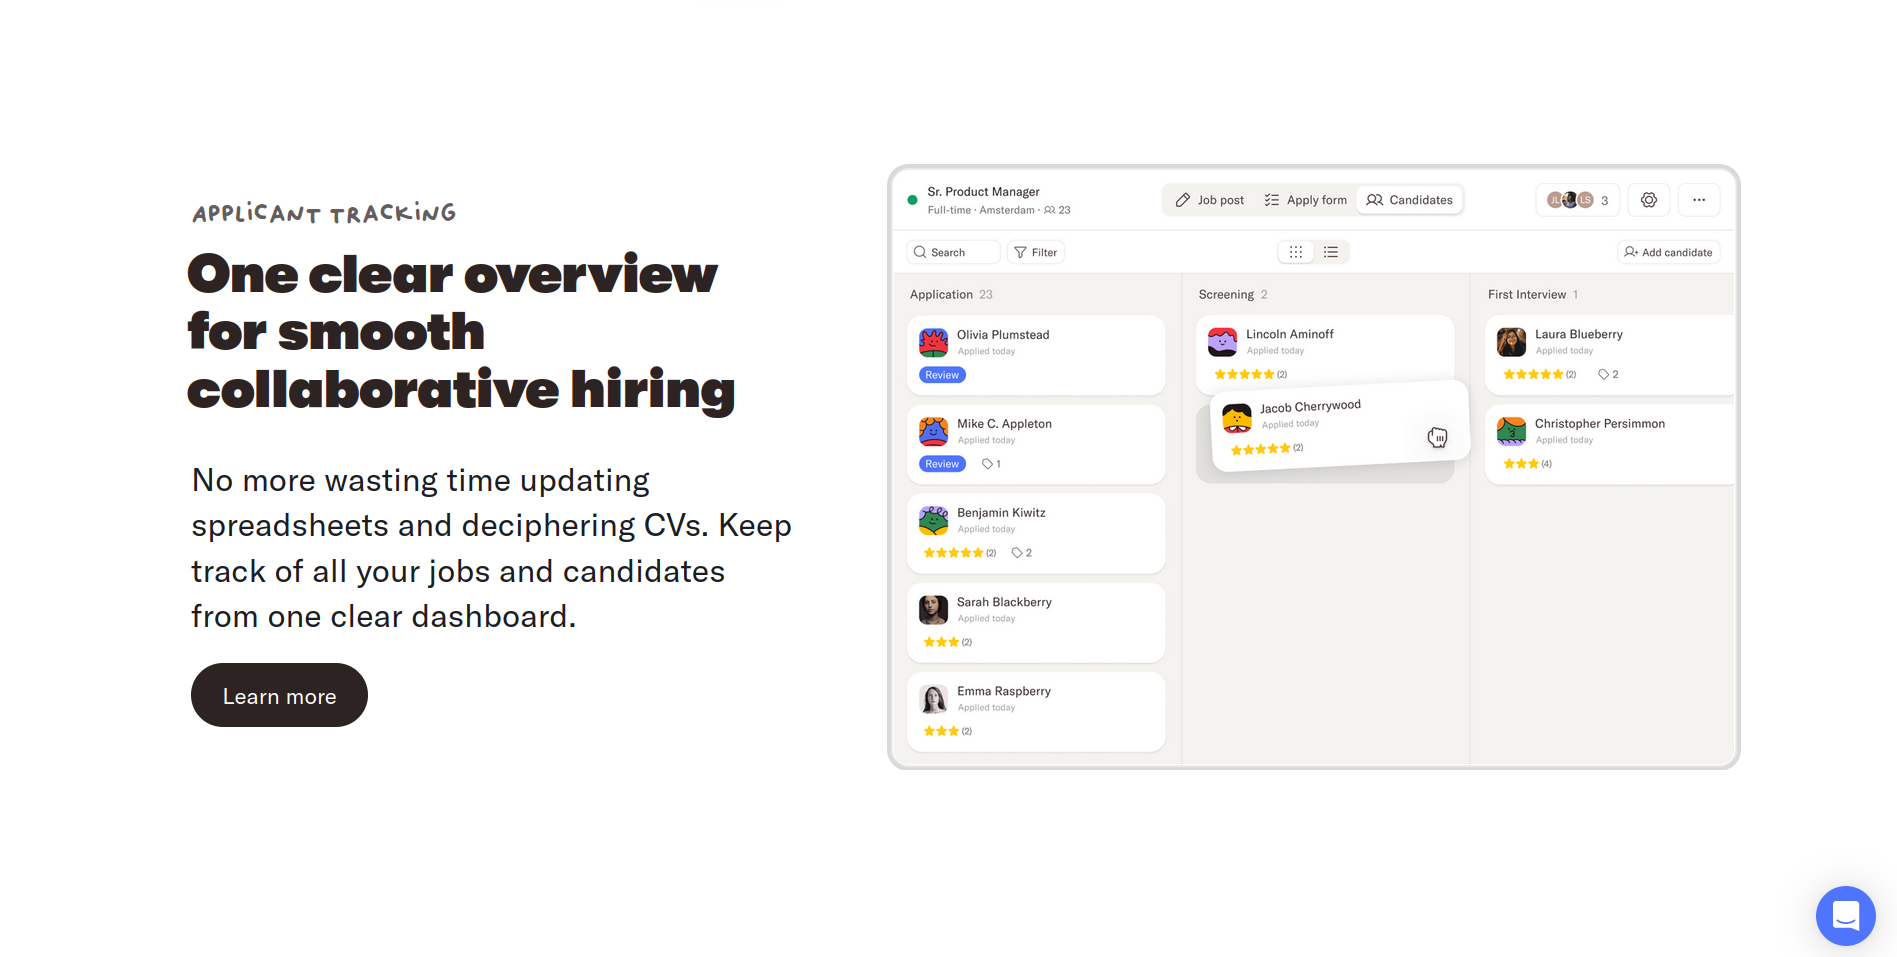 APPLICANT TRACKING
One clear overview
for smooth
collaborative hiring
No more wasting time updating
spreadsheets and deciphering CVs. Keep
track of all your jobs and candidates
from one clear dashboard.
Learn more
Sr. Product Manager
Full-time · Amsterdam · 23
Job post
Apply form
Candidates
JL
LS
3
Search
Filter
Add candidate
Application 23
Olivia Plumstead
Applied today
Review
Mike C. Appleton
Applied today
Review
1
Benjamin Kiwitz
Applied today
(2)
2
Sarah Blackberry
Applied today
(2)
Emma Raspberry
Applied today
(2)
Screening 2
Lincoln Aminoff
Applied today
(2)
Jacob Cherrywood
Applied today
(2)
First Interview 1
Laura Blueberry
Applied today
(2)
2
Christopher Persimmon
Applied today
(4)